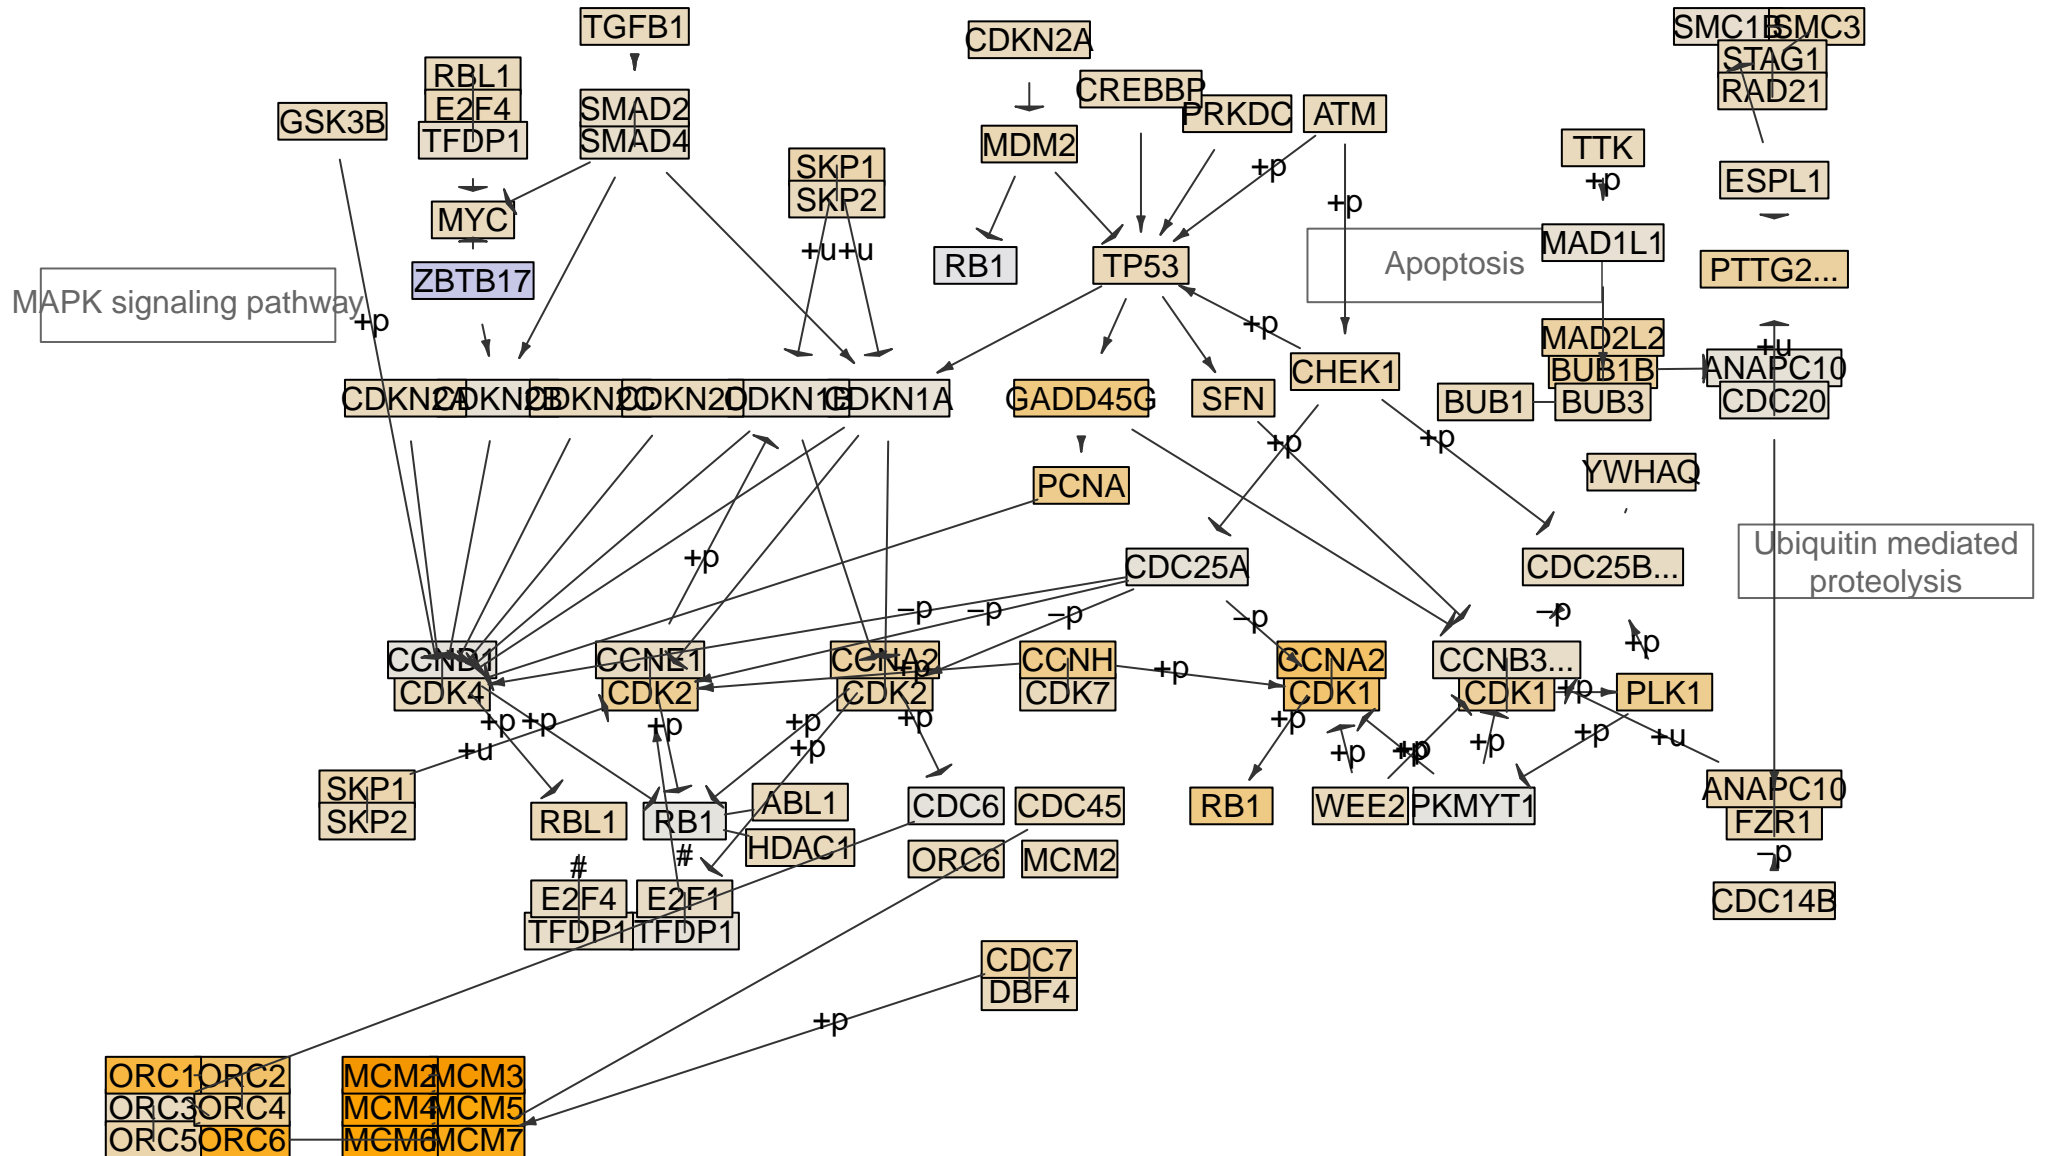 TGFB1
CDKN2A
SMC1B
SMC3
STAG1
RAD21
RBL1
E2F4
TFDP1
GSK3B
SMAD2
SMAD4
CREBBP
PRKDC
ATM
MDM2
TTK
+p
ESPL1
SKP1
SKP2
+p
+p
MYC
+u
+u
ZBTB17
RB1
TP53
Apoptosis
MAD1L1
PTTG2...
MAPK signaling pathway
+p
+p
MAD2L2
BUB1B
+u
ANAPC10
CDC20
CDKN2A
CDKN2B
CDKN2C
CDKN2D
CDKN1B
CDKN1A
GADD45G
SFN
CHEK1
BUB1
BUB3
+p
+p
PCNA
YWHAQ
+p
CDC25A
CDC25B...
Ubiquitin mediated
proteolysis
−p
−p
−p
−p
−p
+p
CCND1
CDK4
CCNE1
CDK2
CCNA2
CDK2
+p
CCNH
CDK7
+p
CCNA2
CDK1
CCNB3...
CDK1
+p
PLK1
+p
+p
+p
+p
+p
+p
+p
+p
+u
+p
+p
+p
+p
+p
+u
SKP1
SKP2
RBL1
RB1
ABL1
HDAC1
CDC6
CDC45
ORC6
MCM2
RB1
WEE2
PKMYT1
ANAPC10
FZR1
−p
CDC14B
#
#
E2F4
TFDP1
E2F1
TFDP1
CDC7
DBF4
+p
ORC1
ORC2
MCM2
MCM3
ORC3
ORC4
MCM4
MCM5
ORC5
ORC6
MCM6
MCM7